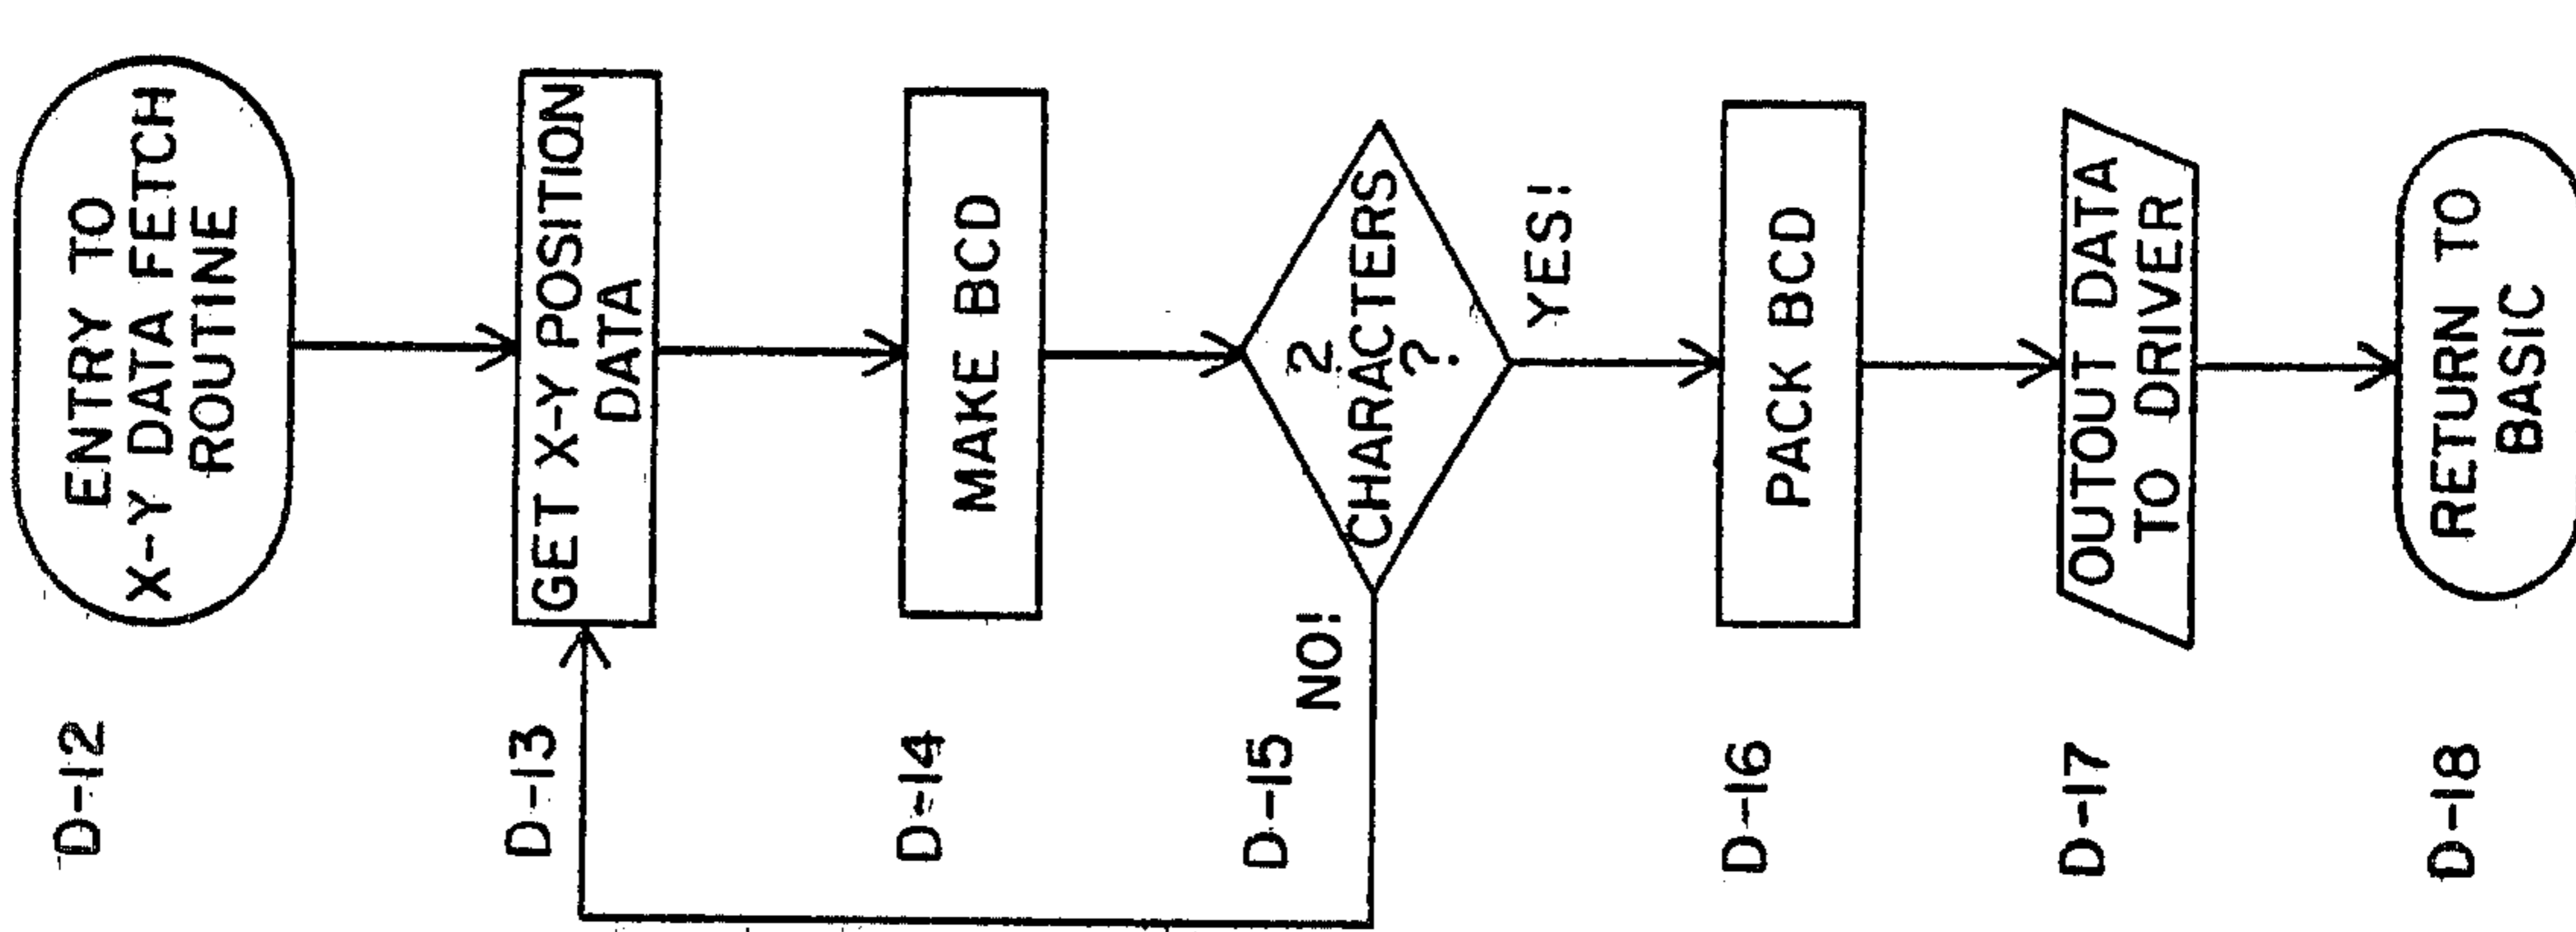 D-12
ENTRY TO
X-Y DATA FETCH
ROUTINE
D-13
GET X-Y POSITION
DATA
D-14
MAKE BCD
D-15
2
CHARACTERS
?
NO!
YES!
D-16
PACK BCD
D-17
OUTOUT DATA
TO DRIVER
D-18
RETURN TO
BASIC